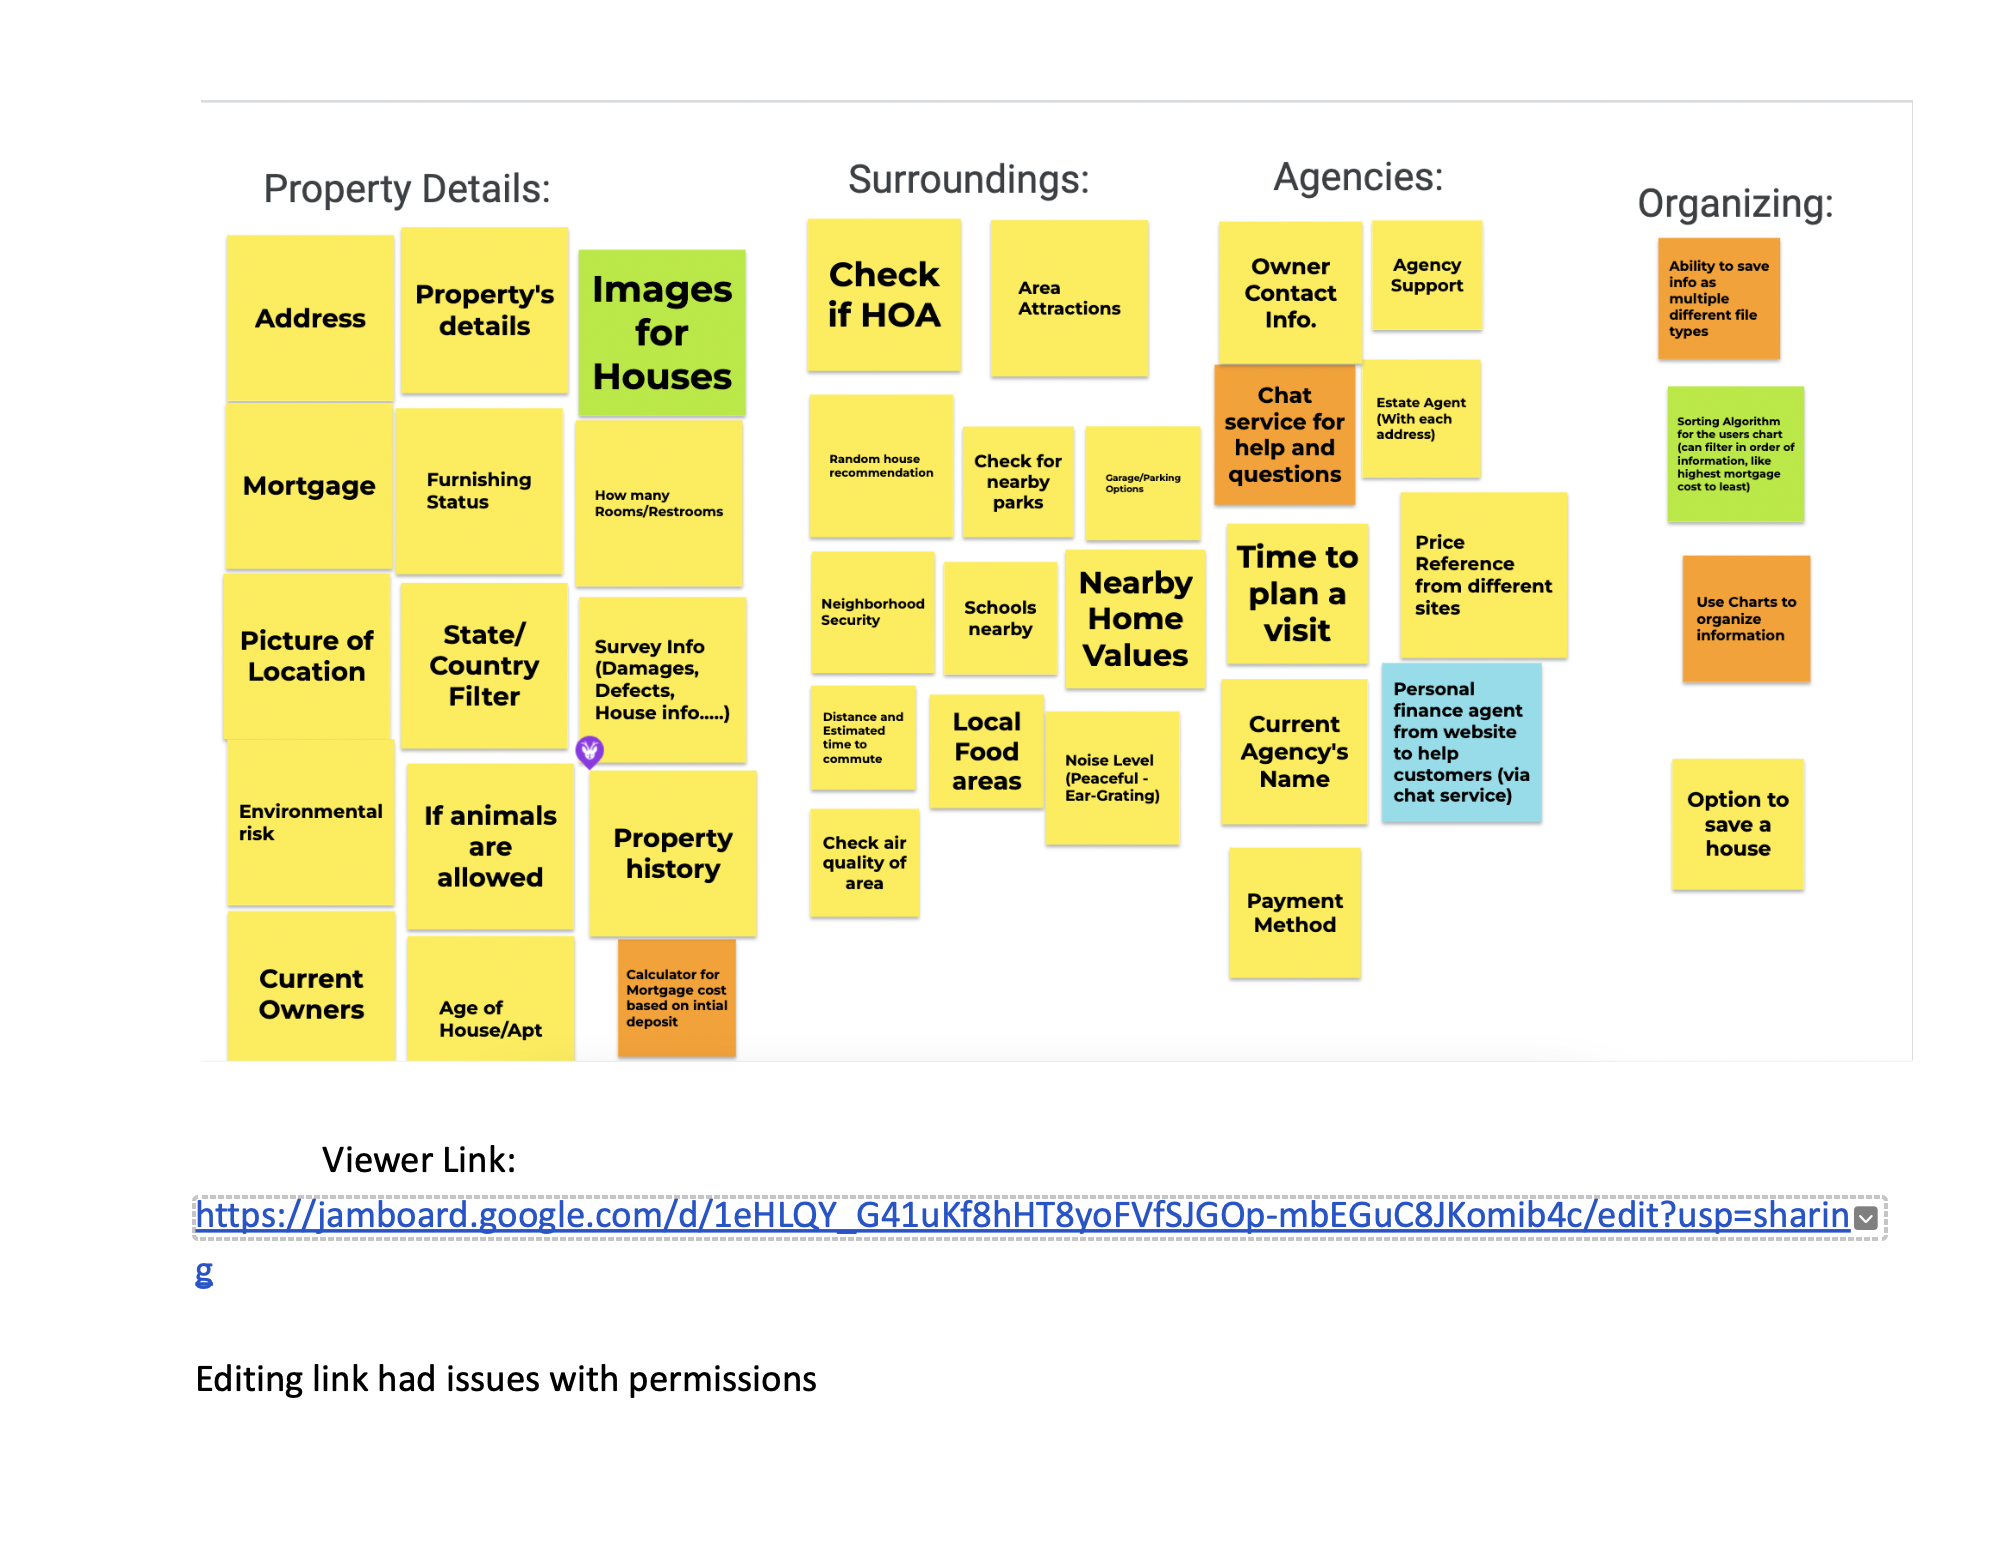 Property Details:
Address
Property's
details
Images
for
Houses
Mortgage
Furnishing
Status
How many
Rooms/Restrooms
Picture of
Location
State/
Country
Filter
Survey Info
(Damages,
Defects,
House info.....)
Environmental
risk
If animals
are
allowed
Property
history
Current
Owners
Age of
House/Apt
Calculator for
Mortgage cost
based on intial
deposit
Surroundings:
Check
if HOA
Area
Attractions
Random house
recommendation
Check for
nearby
parks
Garage/Parking
Options
Neighborhood
Security
Schools
nearby
Nearby
Home
Values
Distance and
Estimated
time to
commute
Local
Food
areas
Noise Level
(Peaceful -
Ear-Grating)
Check air
quality of
area
Agencies:
Owner
Contact
Info.
Agency
Support
Chat
service for
help and
questions
Estate Agent
(With each
address)
Time to
plan a
visit
Price
Reference
from different
sites
Current
Agency's
Name
Personal
finance agent
from website
to help
customers (via
chat service)
Payment
Method
Organizing:
Ability to save
info as
multiple
different file
types
Sorting Algorithm
for the users chart
(can filter in order of
information, like
highest mortgage
cost to least)
Use Charts to
organize
information
Option to
save a
house
Viewer Link:
https://jamboard.google.com/d/1eHLQY_G41uKf8hHT8yoFVfSJGOp-mbEGuC8JKomib4c/edit?usp=sharin
g
Editing link had issues with permissions